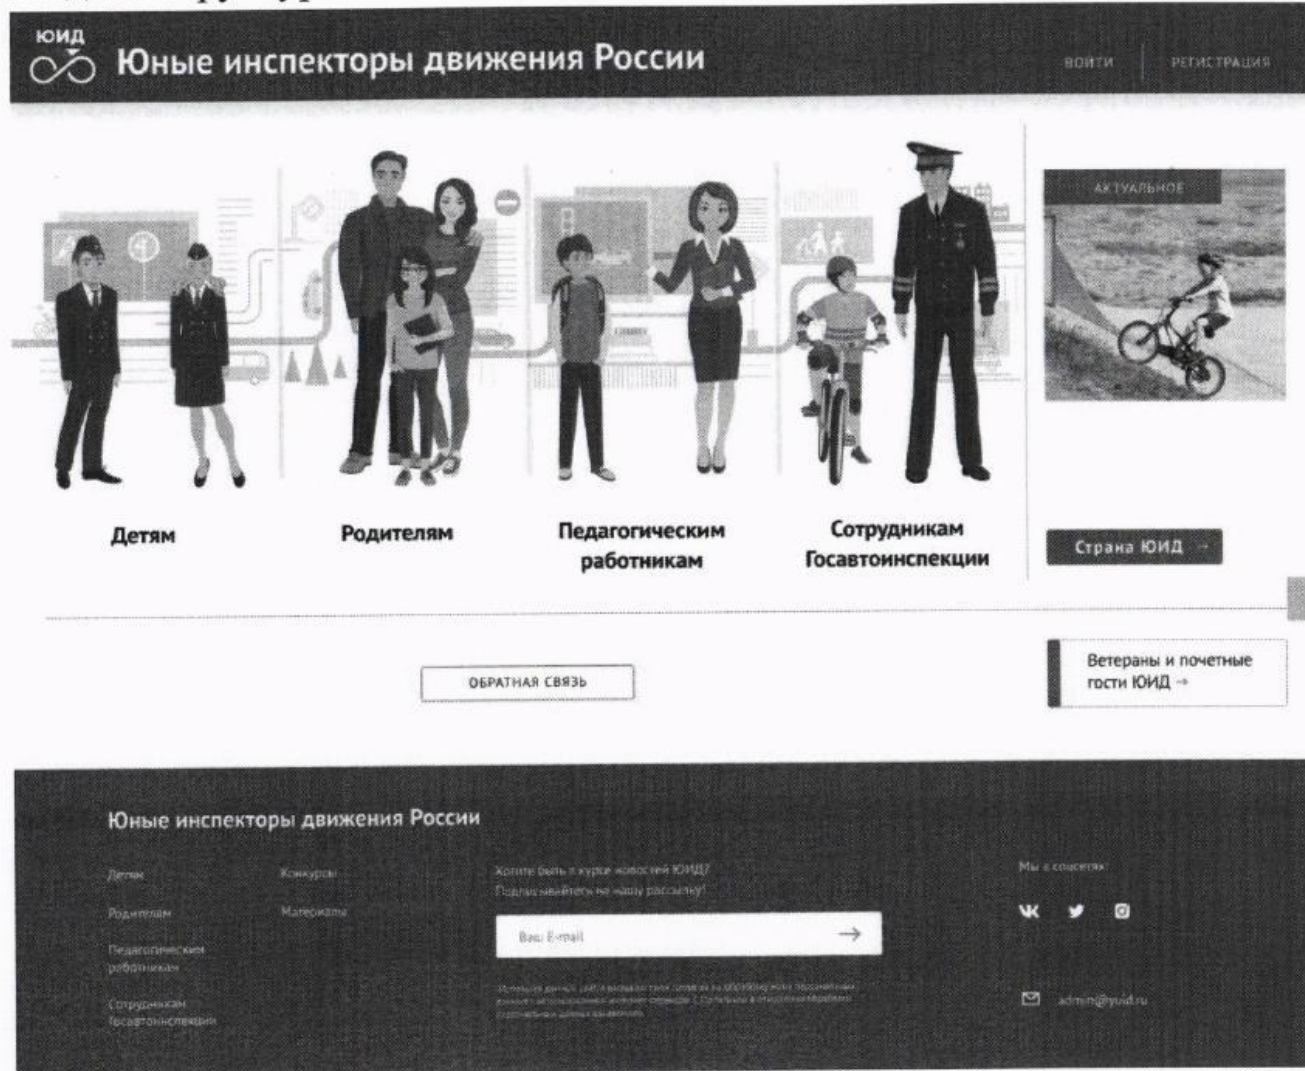 ЮИД
Юные инспекторы движения России
ВОЙТИ
РЕГИСТРАЦИЯ
АКТУАЛЬНОЕ
Детям
Родителям
Педагогическим
работникам
Сотрудникам
Госавтоинспекции
Страна ЮИД →
ОБРАТНАЯ СВЯЗЬ
Ветераны и почетные
гости ЮИД →
Юные инспекторы движения России
Детям
Родителям
Педагогическим
работникам
Сотрудникам
Госавтоинспекции
Конкурсы
Материалы
Хотите быть в курсе новостей ЮИД?
Подписывайтесь на нашу рассылку!
Ваш E-mail
Мы в соцсетях
admin@yuid.ru